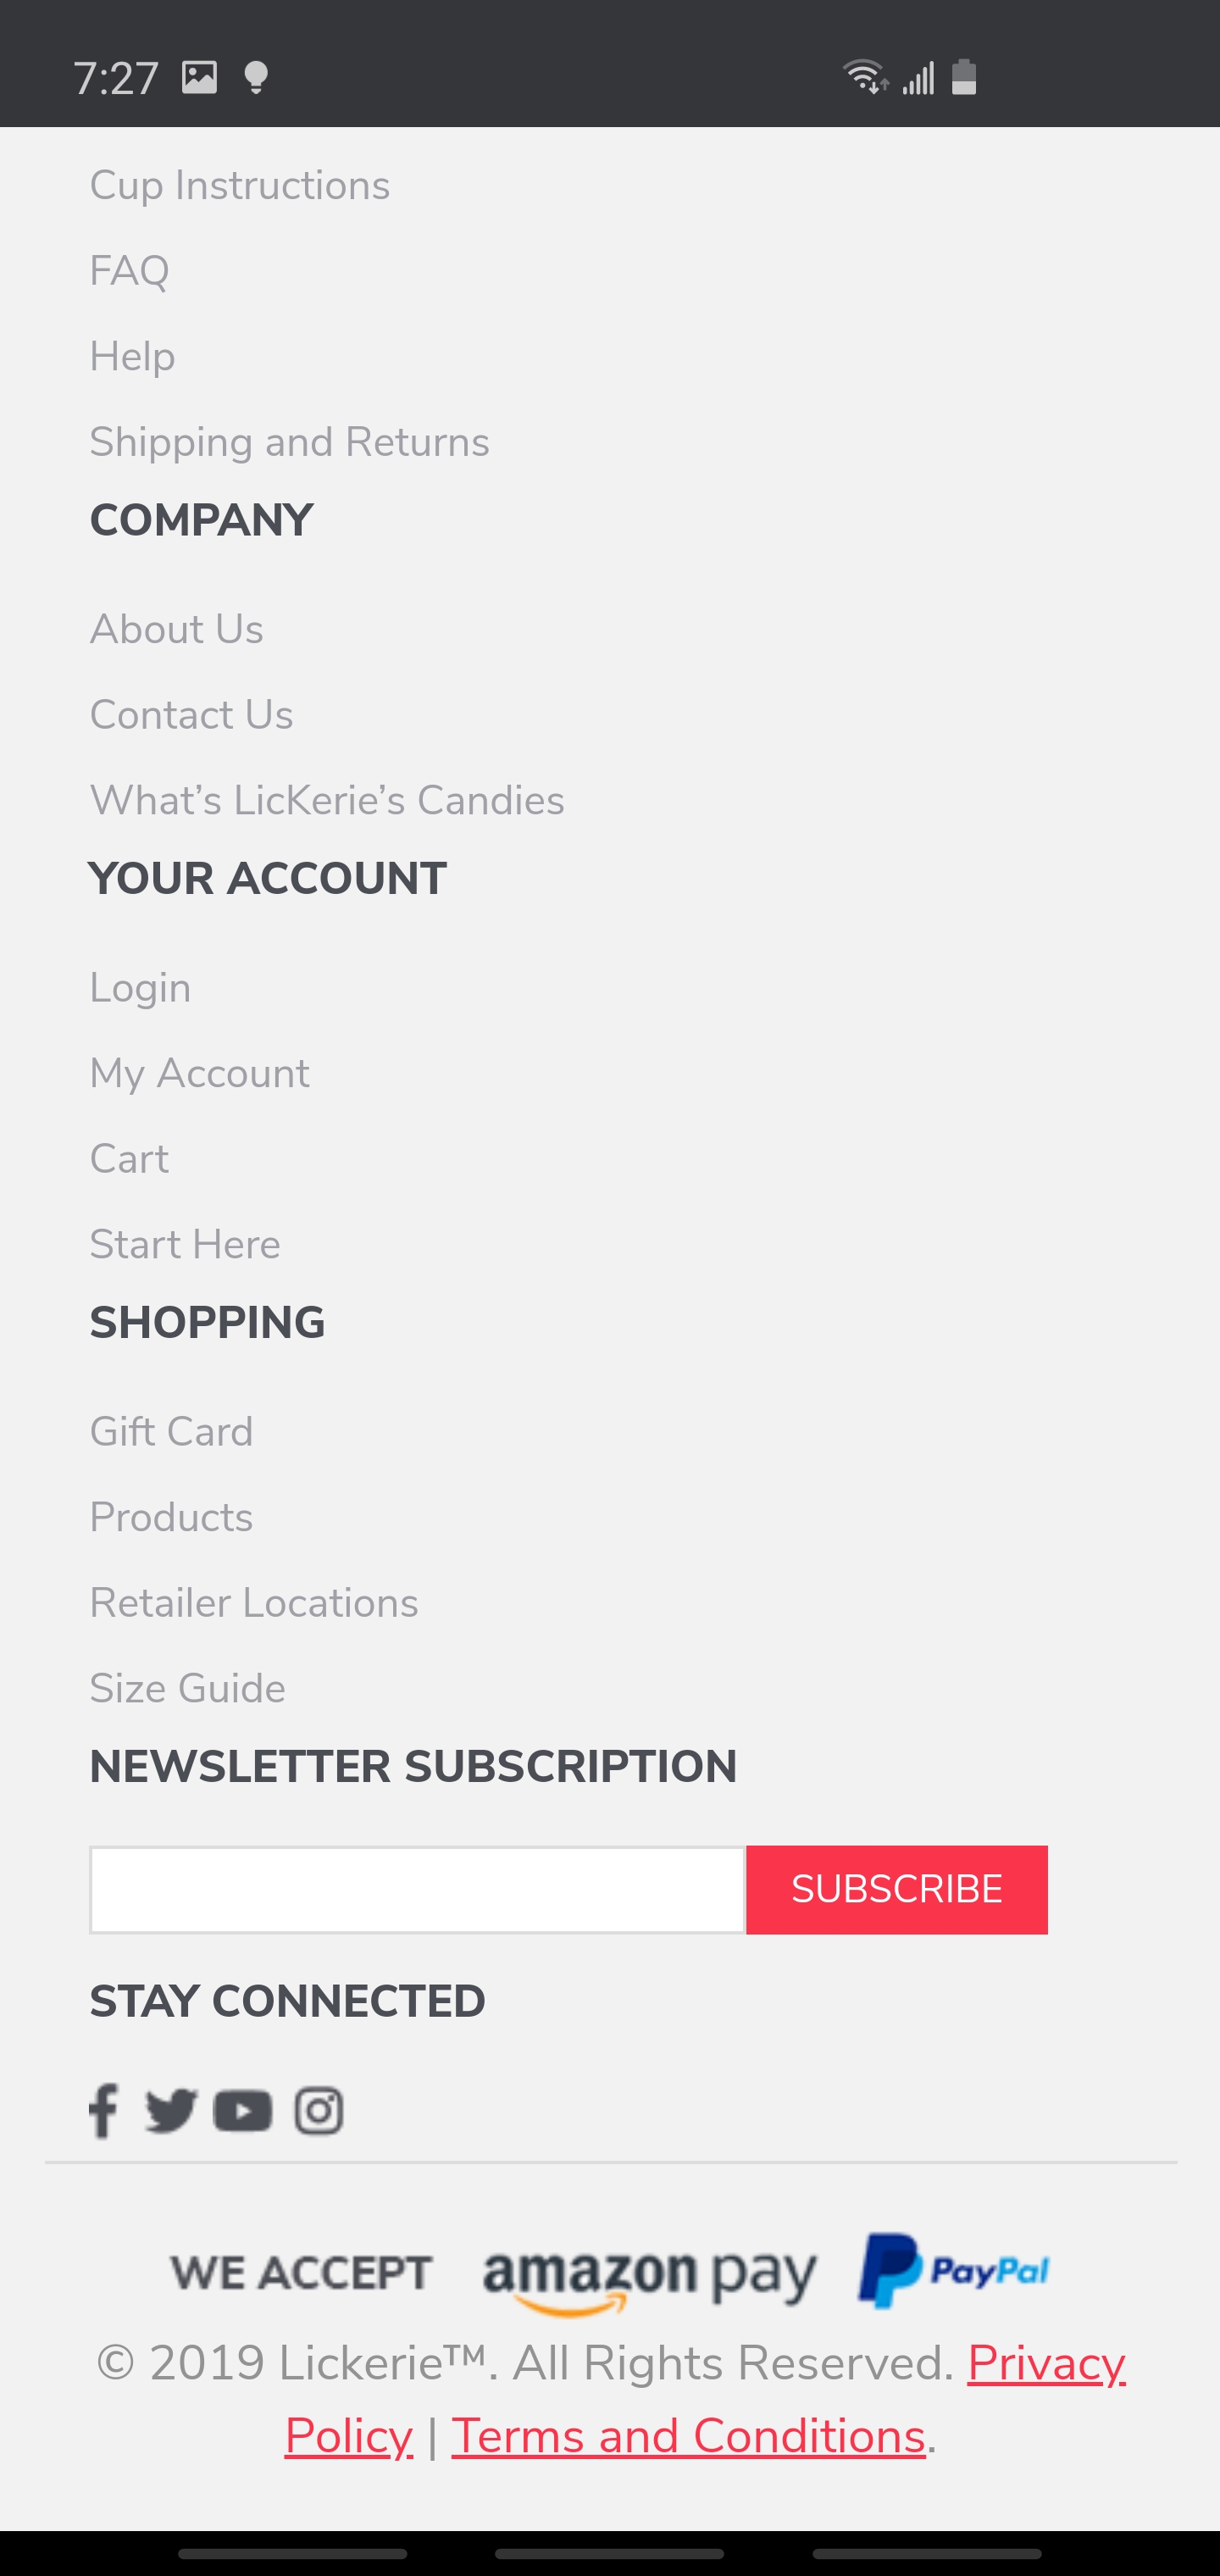 7:27
Cup Instructions
FAQ
Help
Shipping and Returns
COMPANY
About Us
Contact Us
What’s LicKerie’s Candies
YOUR ACCOUNT
Login
My Account
Cart
Start Here
SHOPPING
Gift Card
Products
Retailer Locations
Size Guide
NEWSLETTER SUBSCRIPTION
SUBSCRIBE
STAY CONNECTED
WE ACCEPT amazon pay PayPal
© 2019 Lickerie™. All Rights Reserved. Privacy
Policy | Terms and Conditions.